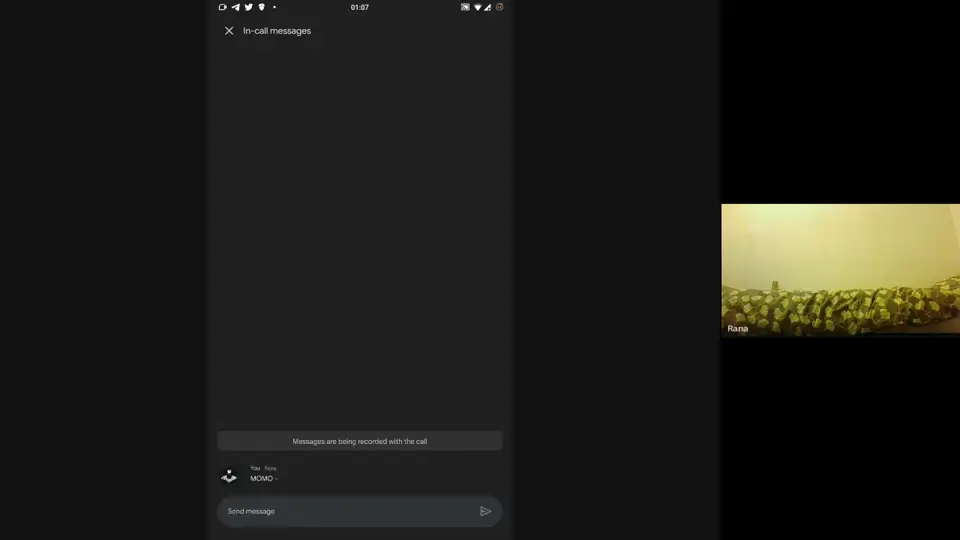 01:07
In-call messages
Messages are being recorded with the call
You Now
MOMO -
Send message
Rana